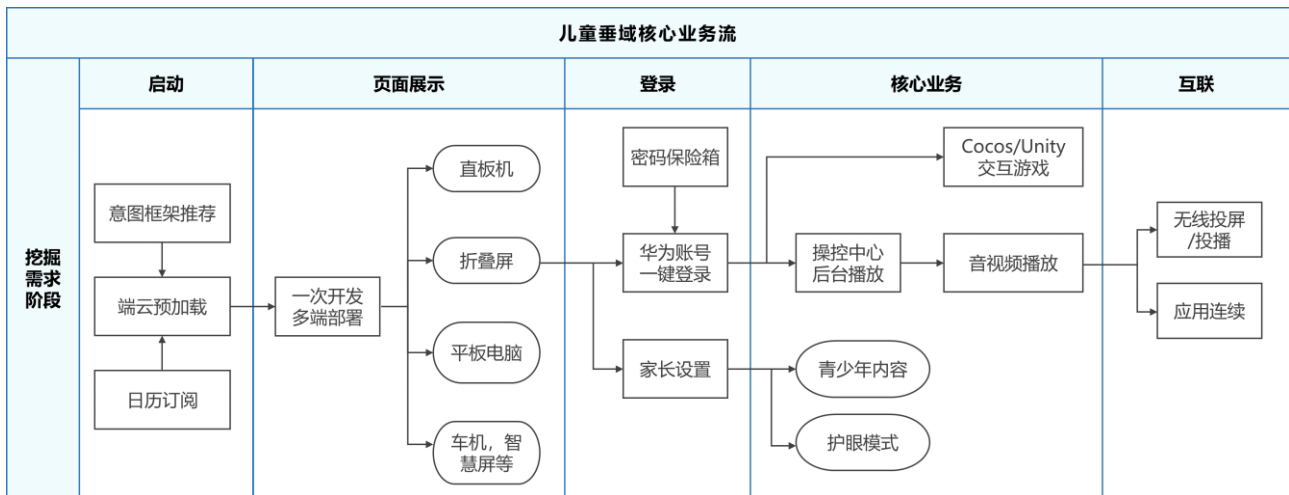 儿童垂域核心业务流
启动
页面展示
登录
核心业务
互联
挖掘
需求
阶段
意图框架推荐
端云预加载
日历订阅
一次开发
多端部署
直板机
折叠屏
平板电脑
车机，智
慧屏等
密码保险箱
华为账号
一键登录
家长设置
Cocos/Unity
交互游戏
操控中心
后台播放
音视频播放
青少年内容
护眼模式
无线投屏
/投播
应用连续